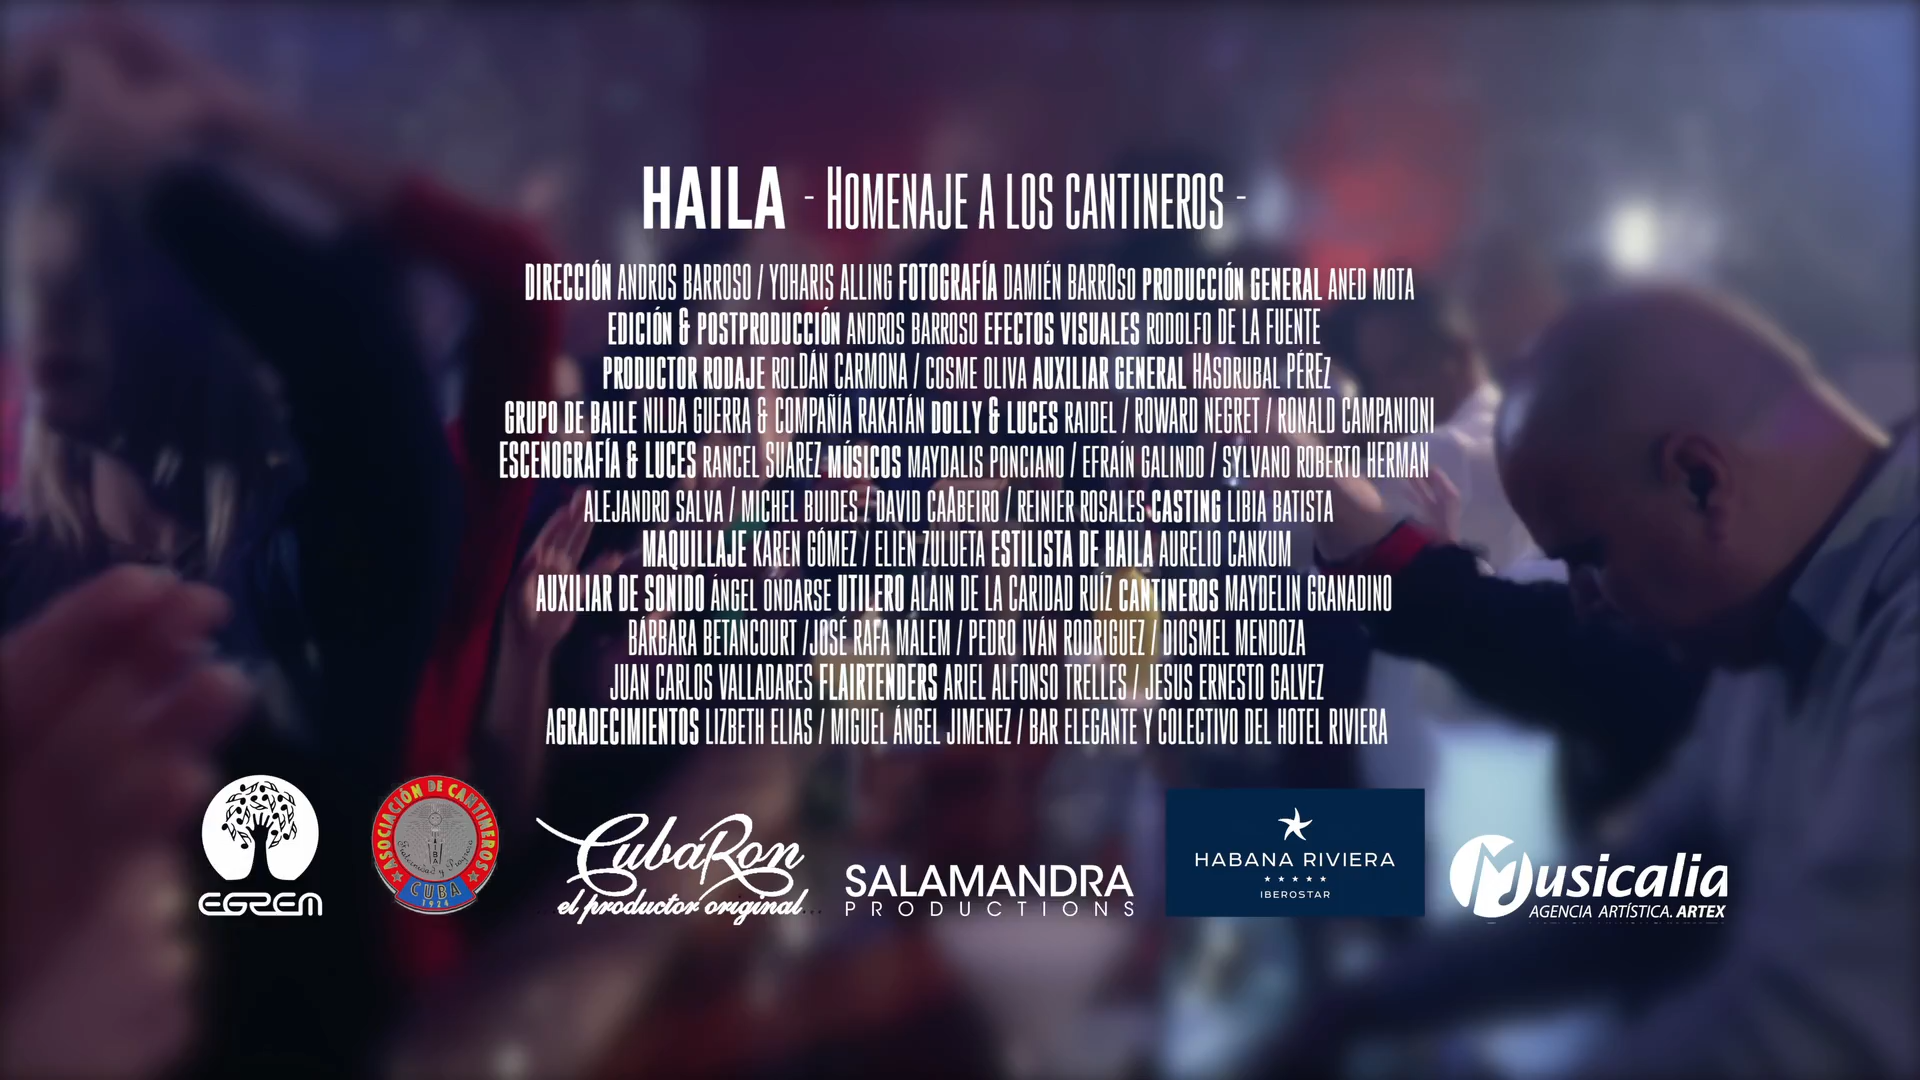 HAILA - HOMENAJE A LOS CANTINEROS -
DIRECCIÓN ANDROS BARROSO / YOHARIS ALLING FOTOGRAFÍA DAMIÉN BARROSO PRODUCCIÓN GENERAL ANED MOTA
EDICIÓN & POSTPRODUCCIÓN ANDROS BARROSO EFECTOS VISUALES RODOLFO DE LA FUENTE
PRODUCTOR RODAJE ROLDÁN CARMONA / COSME OLIVA AUXILIAR GENERAL HASDRUBAL PÉREZ
GRUPO DE BAILE NILDA GUERRA & COMPAÑÍA RAKATÁN DOLLY & LUCES RAIDEL / ROWARD NEGRET / RONALD CAMPANIONI
ESCENOGRAFÍA & LUCES RANCEL SUÁREZ MÚSICOS MAYDALIS PONCIANO / EFRAÍN GALINDO / SYLVANO ROBERTO HERMAN
ALEJANDRO SALVA / MICHEL BUIDES / DAVID CAABEIRO / REINIER ROSALES CASTING LIBIA BATISTA
MAQUILLAJE KAREN GÓMEZ / ELIEN ZULUETA ESTILISTA DE HAILA AURELIO CANKUM
AUXILIAR DE SONIDO ÁNGEL ONDARSE UTILERO ALAIN DE LA CARIDAD RUÍZ CANTINEROS MAYDELIN GRANADINO
BÁRBARA BETANCOURT /JOSÉ RAFA MALEM / PEDRO IVÁN RODRIGUEZ / DIOSMEL MENDOZA
JUAN CARLOS VALLADARES FLAIRTENDERS ARIEL ALFONSO TRELLES / JESUS ERNESTO GALVEZ
AGRADECIMIENTOS LIZBETH ELIAS / MIGUEL ÁNGEL JIMENEZ / BAR ELEGANTE Y COLECTIVO DEL HOTEL RIVIERA
EGREM
ASOCIACIÓN DE CANTINEROS
Fraternidad y Progreso
CUBA
1924
CubaRon
el productor original...
SALAMANDRA
PRODUCTIONS
HABANA RIVIERA
IBEROSTAR
Musicalia
AGENCIA ARTÍSTICA. ARTEX